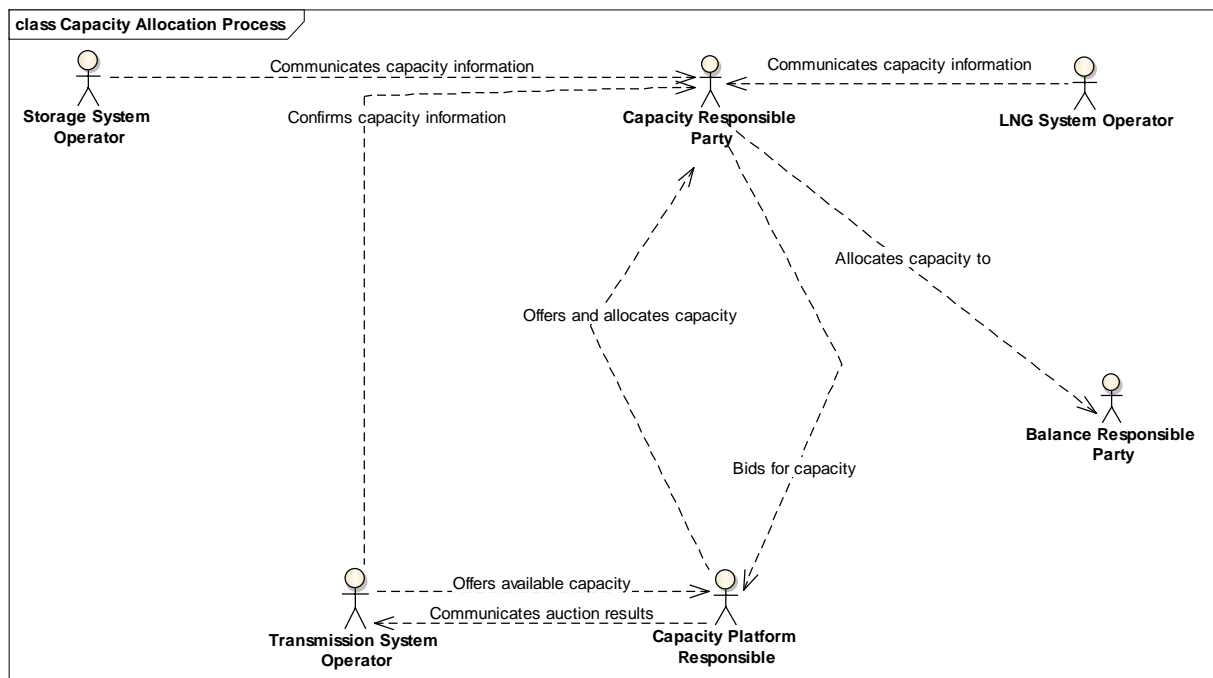 class Capacity Allocation Process
Communicates capacity information
Communicates capacity information
Storage System
Operator
Confirms capacity information
Capacity Responsible
Party
LNG System Operator
Allocates capacity to
Offers and allocates capacity
Balance Responsible
Party
Bids for capacity
Offers available capacity
Communicates auction results
Transmission System
Operator
Capacity Platform
Responsible